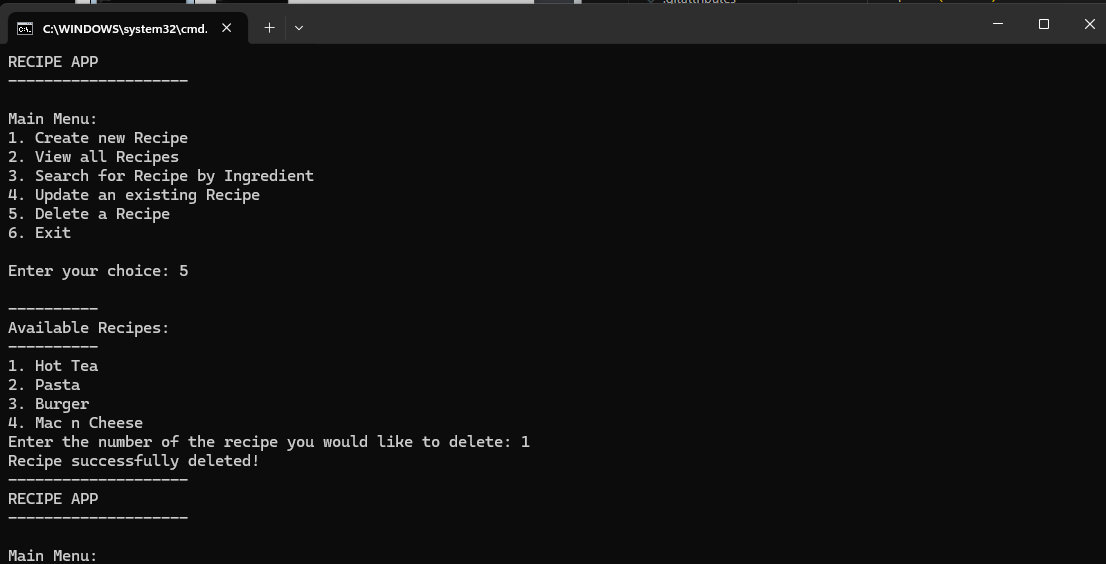 .gitattributes
C:\WINDOWS\system32\cmd.
RECIPE APP
--------------------
Main Menu:
1. Create new Recipe
2. View all Recipes
3. Search for Recipe by Ingredient
4. Update an existing Recipe
5. Delete a Recipe
6. Exit
Enter your choice: 5
----------
Available Recipes:
----------
1. Hot Tea
2. Pasta
3. Burger
4. Mac n Cheese
Enter the number of the recipe you would like to delete: 1
Recipe successfully deleted!
--------------------
RECIPE APP
--------------------
Main Menu: